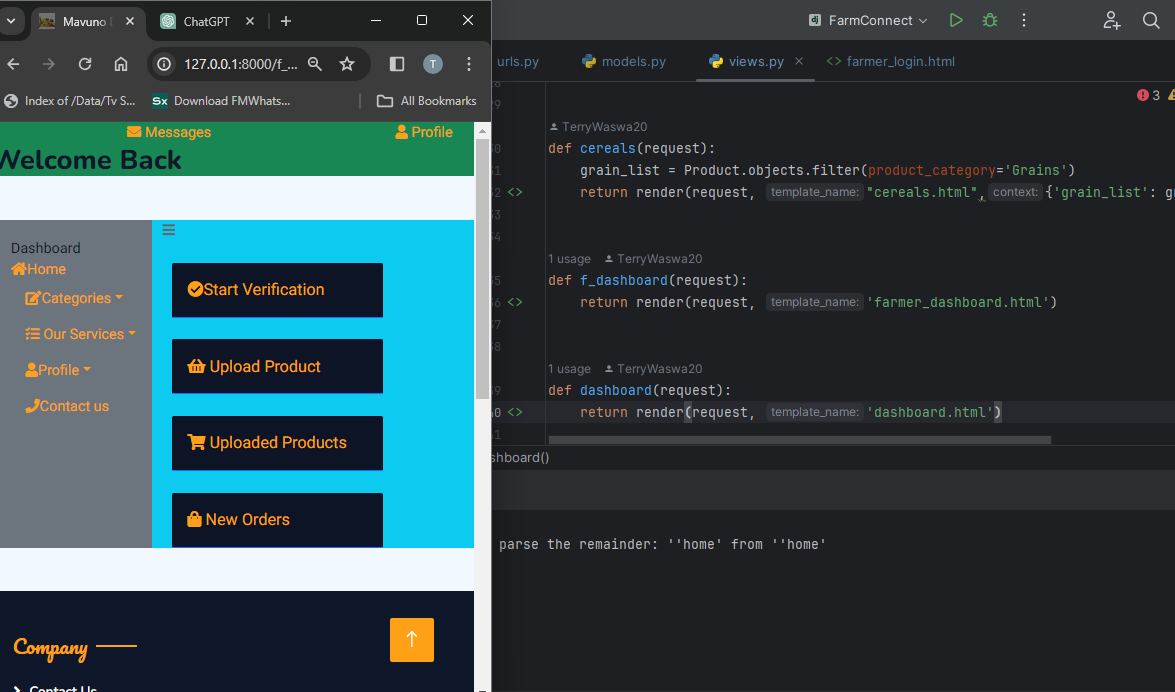 Mavuno
ChatGPT
127.0.0.1:8000/f_...
T
Index of /Data/Tv S...
Sx
Download FMWhats...
All Bookmarks
Messages
Profile
Welcome Back
Dashboard
Home
Categories
Our Services
Profile
Contact us
Start Verification
Upload Product
Uploaded Products
New Orders
Company
Contact Us
dj
FarmConnect
urls.py
models.py
views.py
farmer_login.html
3
29
TerryWaswa20
def cereals(request):
grain_list = Product.objects.filter(product_category='Grains')
return render(request, template_name: "cereals.html", context: {'grain_list': gr
1 usage TerryWaswa20
def f_dashboard(request):
return render(request, template_name: 'farmer_dashboard.html')
1 usage TerryWaswa20
def dashboard(request):
return render(request, template_name: 'dashboard.html')
shboard()
parse the remainder: ''home' from ''home'